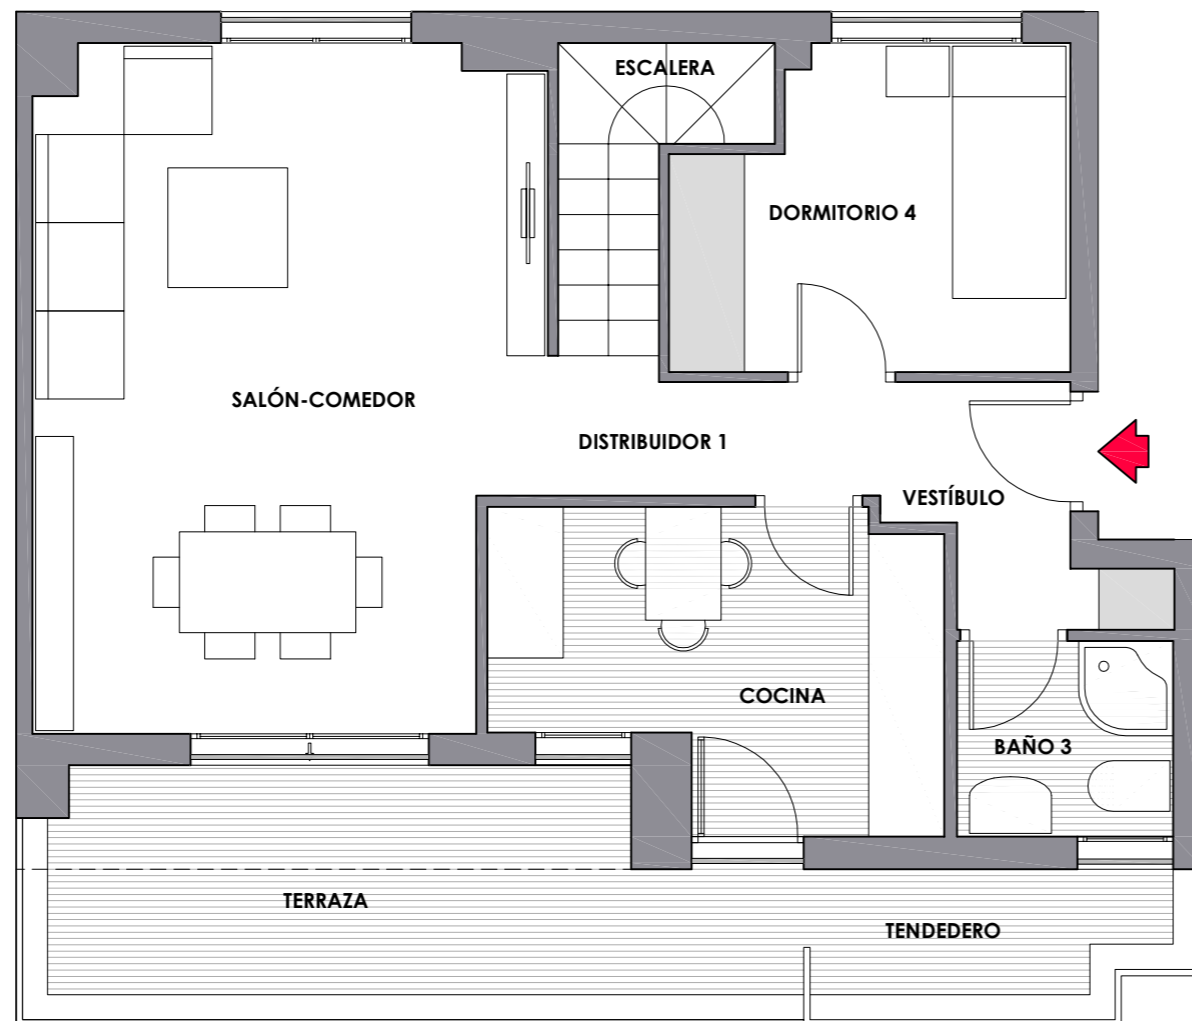 ESCALERA
DORMITORIO 4
SALÓN-COMEDOR
DISTRIBUIDOR 1
VESTÍBULO
COCINA
BAÑO 3
TERRAZA
TENDEDERO